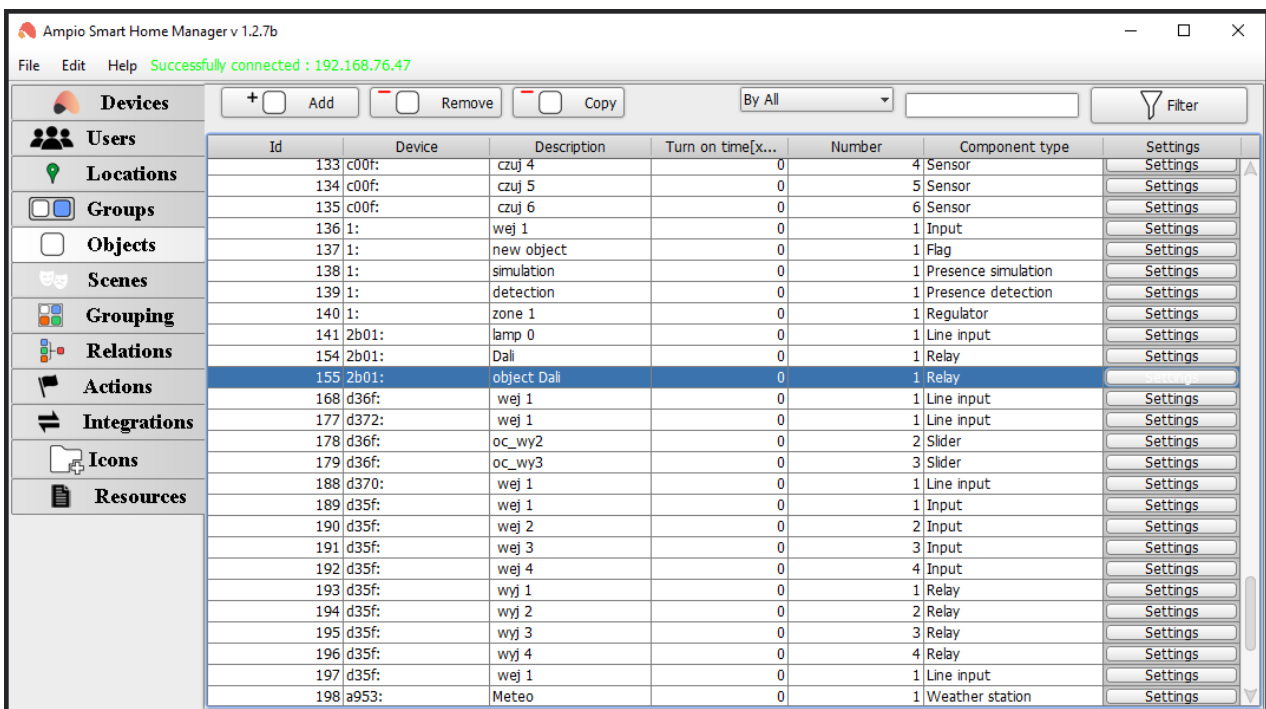 Ampio Smart Home Manager v 1.2.7b
File Edit Help Successfully connected : 192.168.76.47
Devices
Users
Locations
Groups
Objects
Scenes
Grouping
Relations
Actions
Integrations
Icons
Resources
Add Remove Copy By All Filter
Id Device Description Turn on time[x... Number Component type Settings
133 c00f: czuj 4 0 4 Sensor Settings
134 c00f: czuj 5 0 5 Sensor Settings
135 c00f: czuj 6 0 6 Sensor Settings
136 1: wej 1 0 1 Input Settings
137 1: new object 0 1 Flag Settings
138 1: simulation 0 1 Presence simulation Settings
139 1: detection 0 1 Presence detection Settings
140 1: zone 1 0 1 Regulator Settings
141 2b01: lamp 0 0 1 Line input Settings
154 2b01: Dali 0 1 Relay Settings
155 2b01: object Dali 0 1 Relay Settings
168 d36f: wej 1 0 1 Line input Settings
177 d372: wej 1 0 1 Line input Settings
178 d36f: oc_wy2 0 2 Slider Settings
179 d36f: oc_wy3 0 3 Slider Settings
188 d370: wej 1 0 1 Line input Settings
189 d35f: wej 1 0 1 Input Settings
190 d35f: wej 2 0 2 Input Settings
191 d35f: wej 3 0 3 Input Settings
192 d35f: wej 4 0 4 Input Settings
193 d35f: wyj 1 0 1 Relay Settings
194 d35f: wyj 2 0 2 Relay Settings
195 d35f: wyj 3 0 3 Relay Settings
196 d35f: wyj 4 0 4 Relay Settings
197 d35f: wej 1 0 1 Line input Settings
198 a953: Meteo 0 1 Weather station Settings